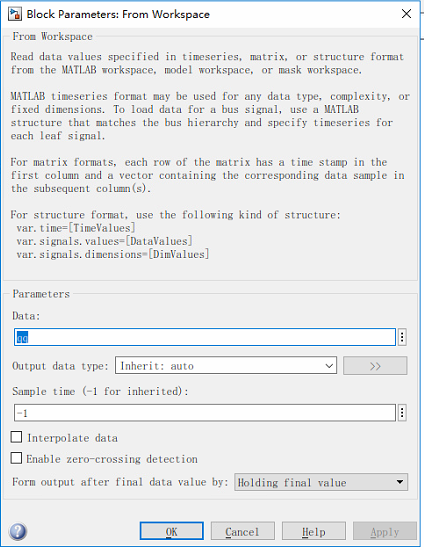 Block Parameters: From Workspace
From Workspace
Read data values specified in timeseries, matrix, or structure format
from the MATLAB workspace, model workspace, or mask workspace.
MATLAB timeseries format may be used for any data type, complexity, or
fixed dimensions. To load data for a bus signal, use a MATLAB
structure that matches the bus hierarchy and specify timeseries for
each leaf signal.
For matrix formats, each row of the matrix has a time stamp in the
first column and a vector containing the corresponding data sample in
the subsequent column(s).
For structure format, use the following kind of structure:
var.time=[TimeValues]
var.signals.values=[DataValues]
var.signals.dimensions=[DimValues]
Parameters
Data:
Output data type: Inherit: auto >>
Sample time (-1 for inherited):
-1
Interpolate data
Enable zero-crossing detection
Form output after final data value by: Holding final value
OK Cancel Help Apply